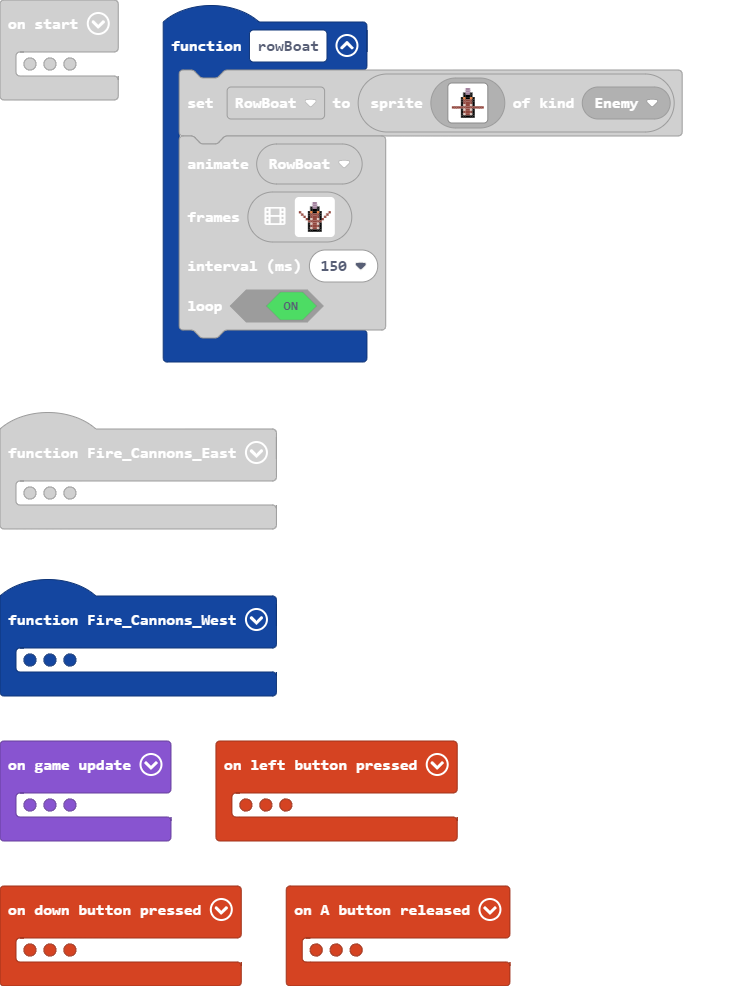 on start
function rowBoat
set RowBoat to sprite of kind Enemy
animate RowBoat
frames
interval (ms) 150
loop ON
function Fire_Cannons_East
function Fire_Cannons_West
on game update
on left button pressed
on down button pressed
on A button released